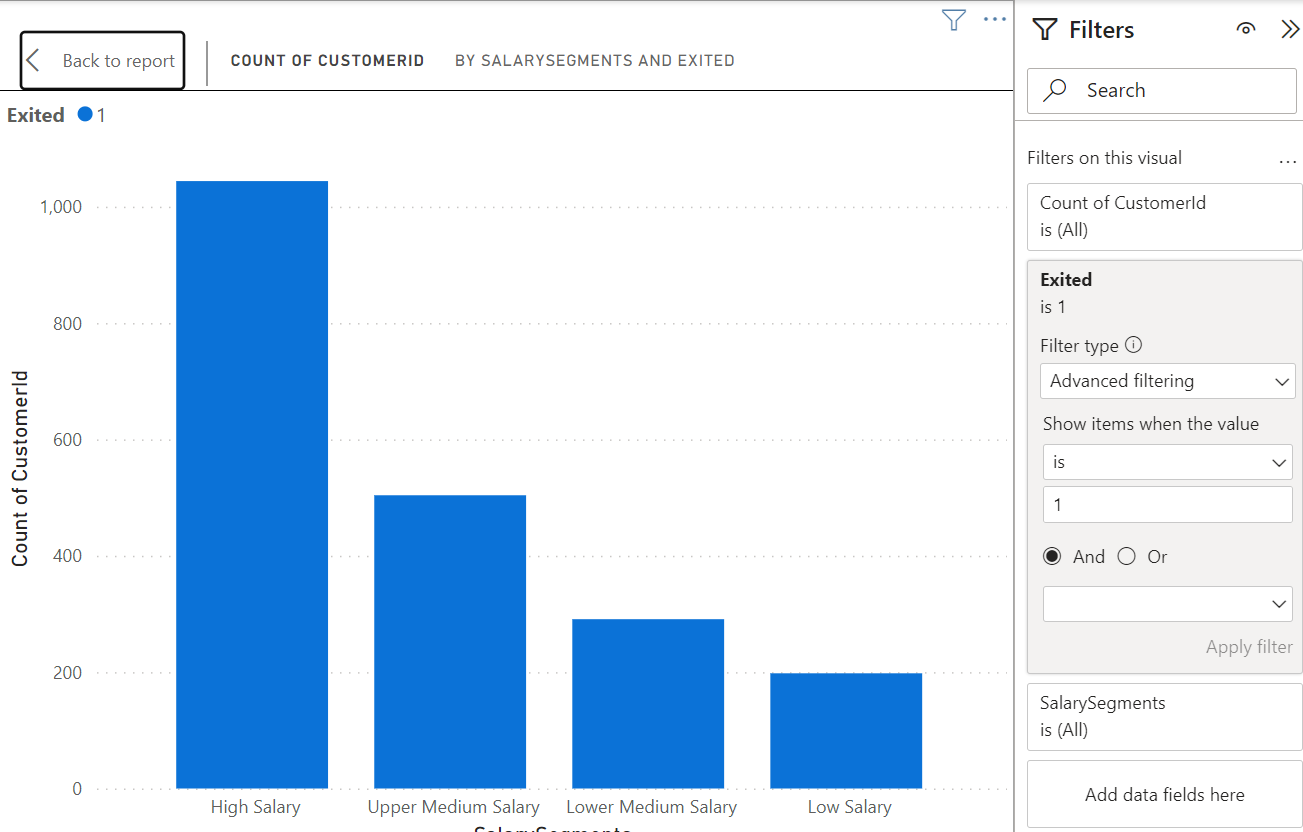 Back to report
COUNT OF CUSTOMERID
BY SALARYSEGMENTS AND EXITED
Exited 1
Count of CustomerId
1,000
800
600
400
200
0
High Salary
Upper Medium Salary
Lower Medium Salary
Low Salary
SalarySegments
Filters
Search
Filters on this visual
Count of CustomerId
is (All)
Exited
is 1
Filter type
Advanced filtering
Show items when the value
is
1
And Or
Apply filter
SalarySegments
is (All)
Add data fields here